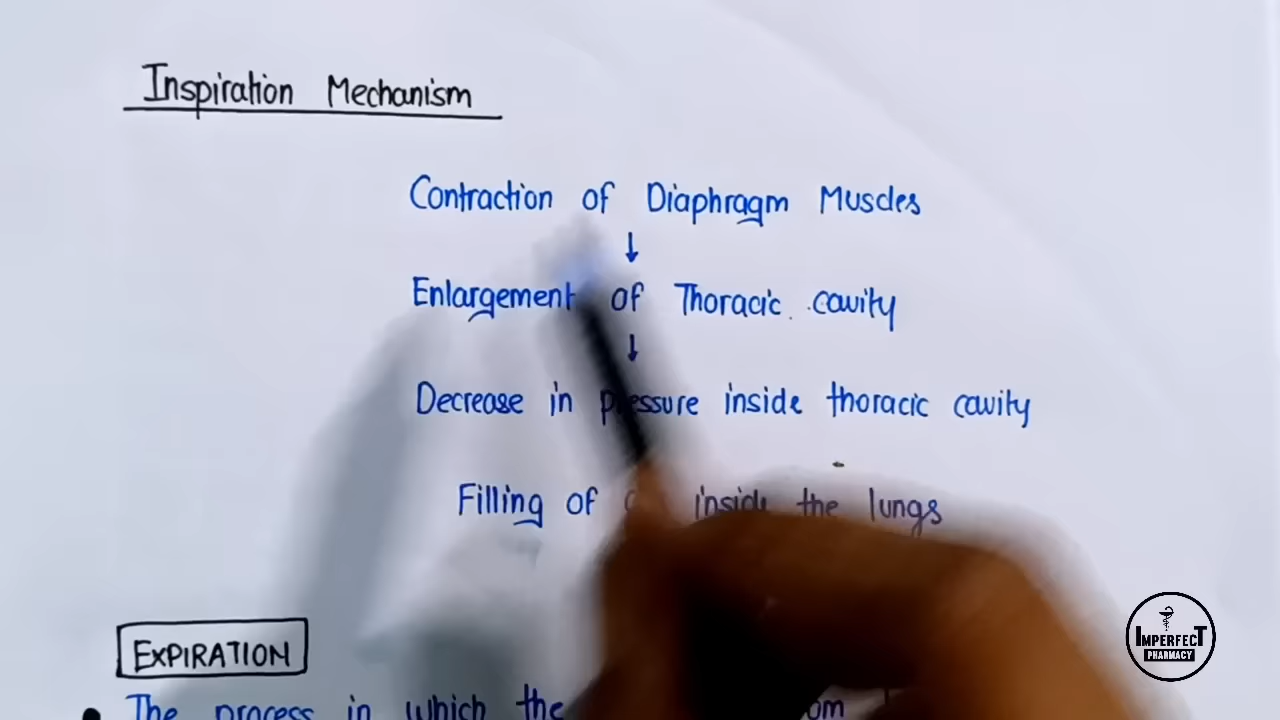 Inspiration Mechanism
Contraction of Diaphragm Muscles
↓
Enlargement of Thoracic cavity
↓
Decrease in pressure inside thoracic cavity
Filling of inside the lungs
EXPIRATION
The process in which the
IMPERFECT
PHARMACY